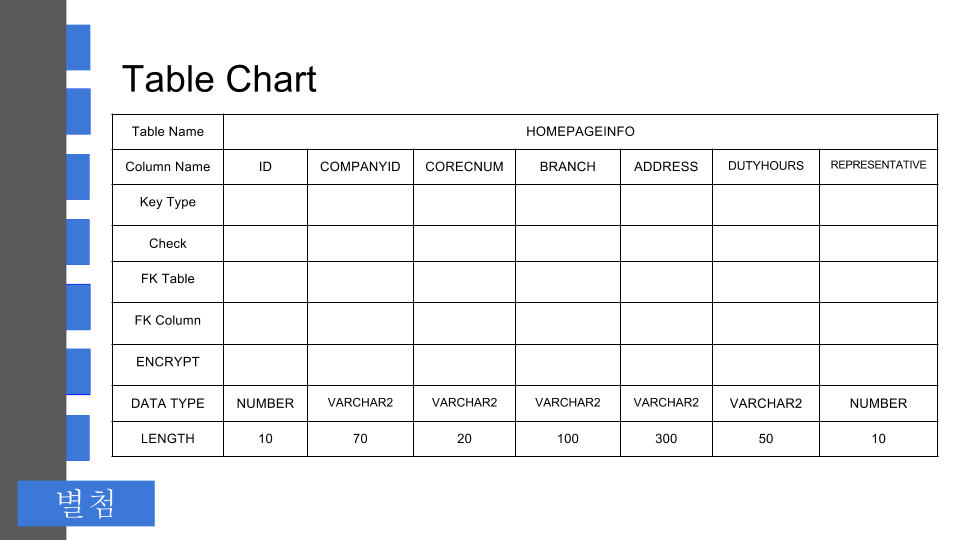 Table Chart
Table Name HOMEPAGEINFO
Column Name ID COMPANYID CORECNUM BRANCH ADDRESS DUTYHOURS REPRESENTATIVE
Key Type
Check
FK Table
FK Column
ENCRYPT
DATA TYPE NUMBER VARCHAR2 VARCHAR2 VARCHAR2 VARCHAR2 VARCHAR2 NUMBER
LENGTH 10 70 20 100 300 50 10
별첨